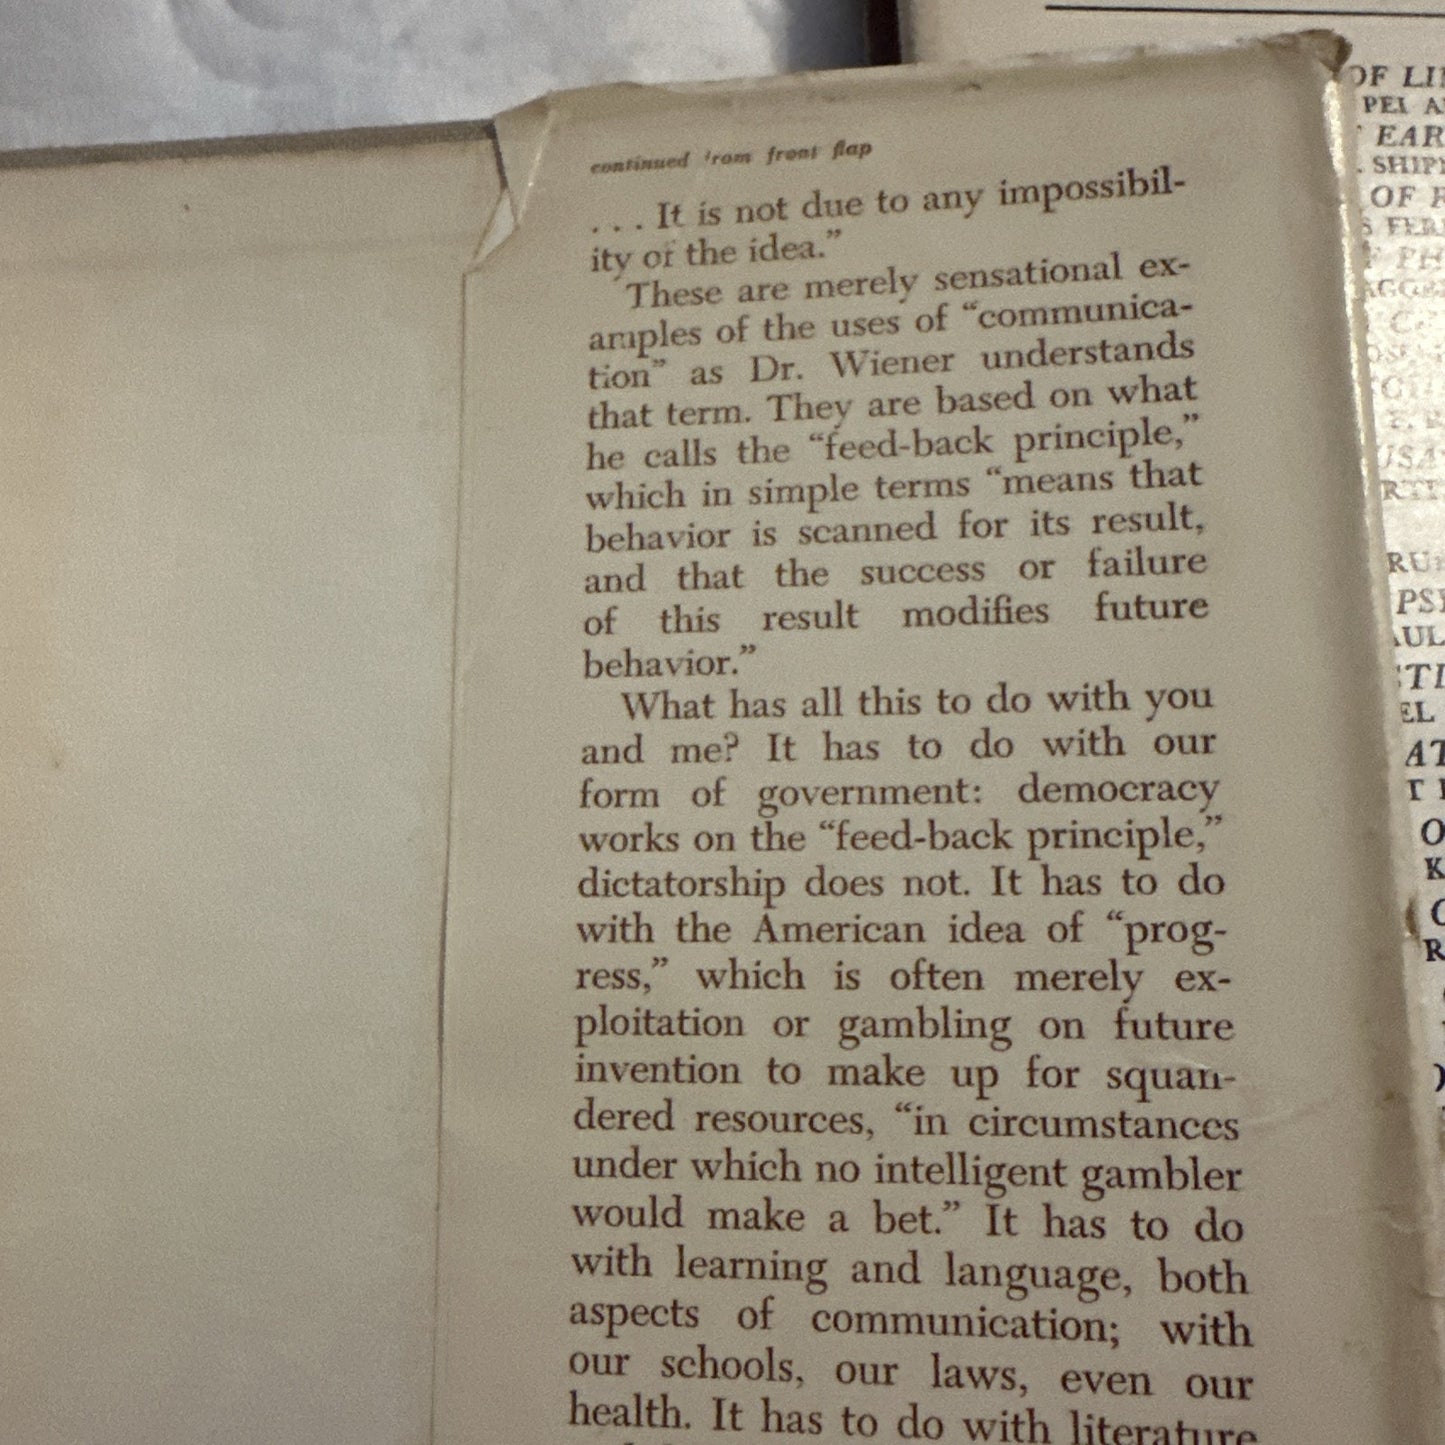 continued from front flap
. . . It is not due to any impossibil-
ity of the idea.”
These are merely sensational ex-
amples of the uses of “communica-
tion” as Dr. Wiener understands
that term. They are based on what
he calls the “feed-back principle,”
which in simple terms “means that
behavior is scanned for its result,
and that the success or failure
of this result modifies future
behavior.”
What has all this to do with you
and me? It has to do with our
form of government: democracy
works on the “feed-back principle,”
dictatorship does not. It has to do
with the American idea of “prog-
ress,” which is often merely ex-
ploitation or gambling on future
invention to make up for squan-
dered resources, “in circumstances
under which no intelligent gambler
would make a bet.” It has to do
with learning and language, both
aspects of communication; with
our schools, our laws, even our
health. It has to do with literature
OF LI
PEI A
EAR
SHIP
OF